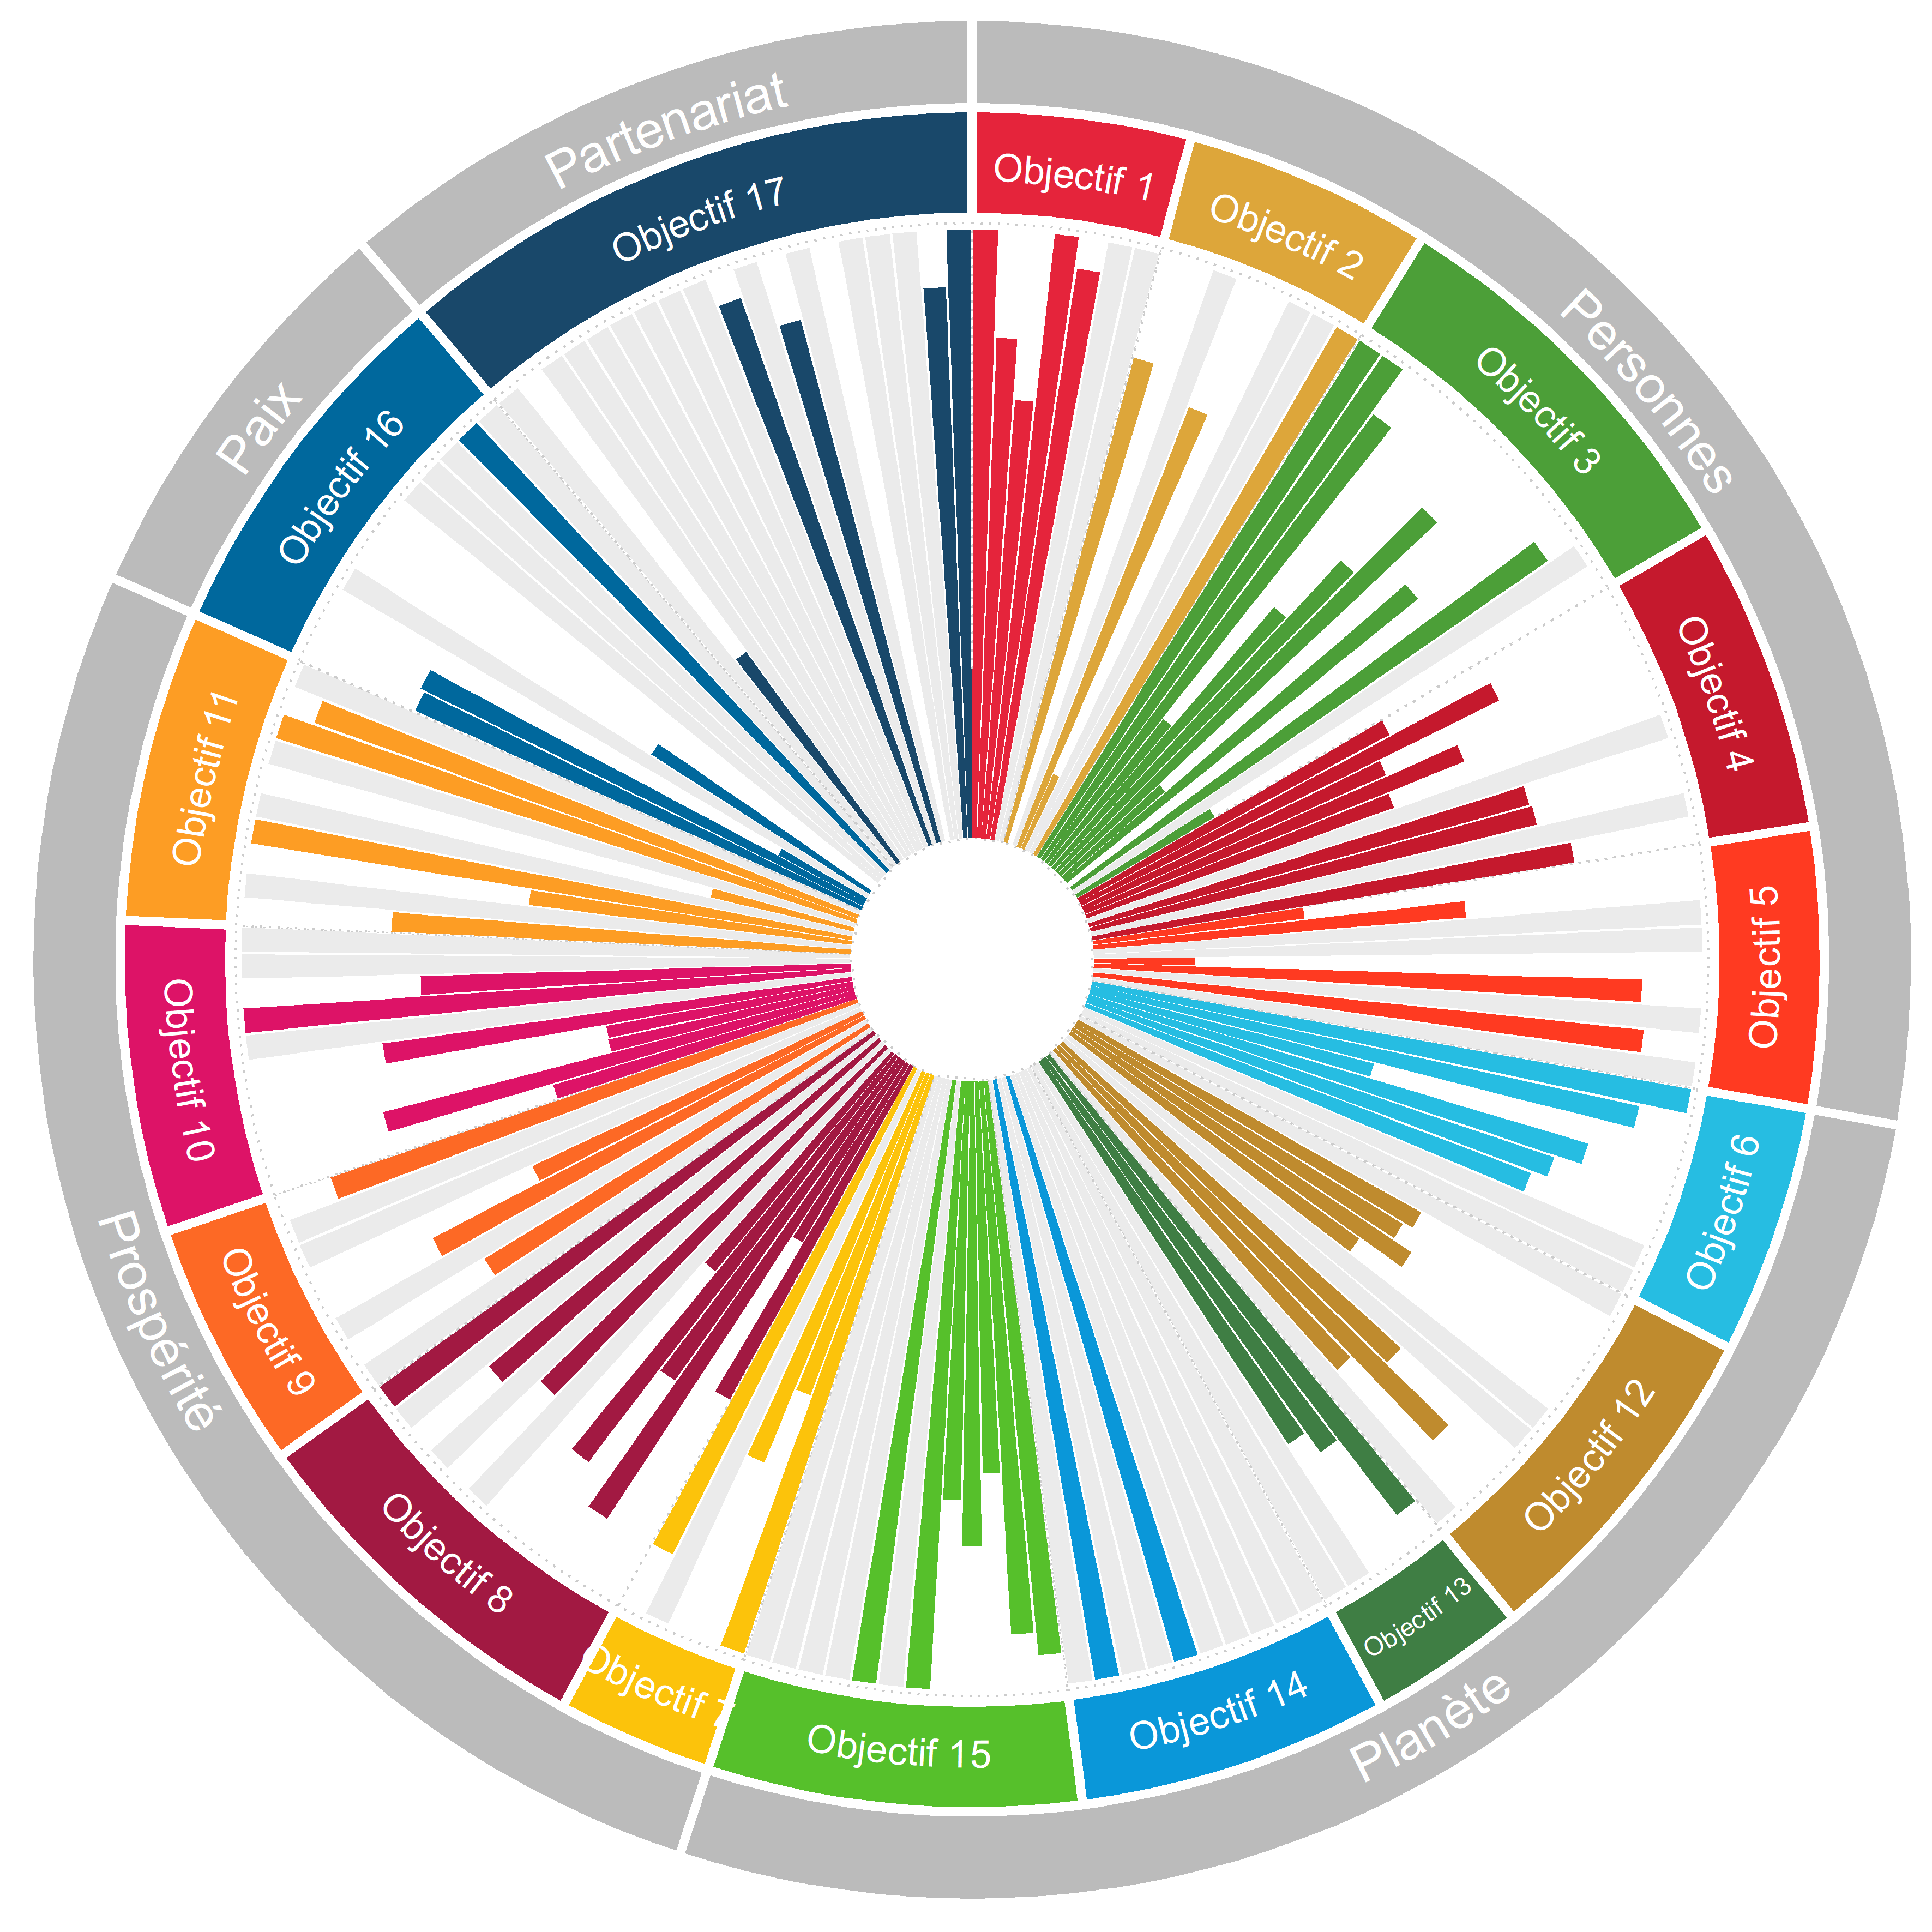 Personnes
Objectif 1
Objectif 2
Objectif 3
Objectif 4
Objectif 5
Planète
Objectif 6
Objectif 12
Objectif 13
Objectif 14
Objectif 15
Prospérité
Objectif 7
Objectif 8
Objectif 9
Objectif 10
Objectif 11
Paix
Objectif 16
Partenariat
Objectif 17